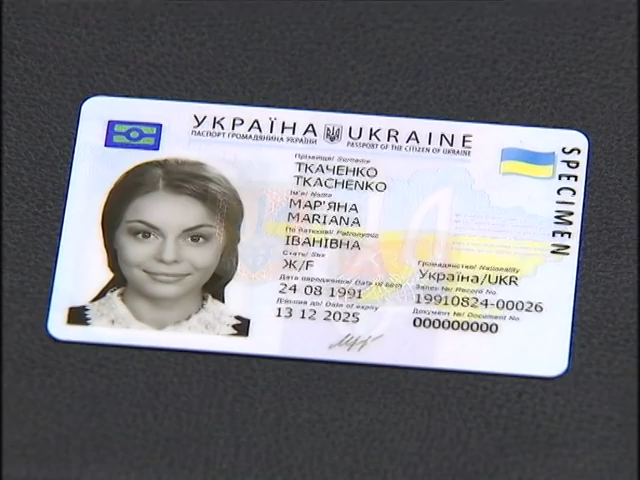 УКРАЇНА UKRAINE
ПАСПОРТ ГРОМАДЯНИНА УКРАЇНИ PASSPORT OF THE CITIZEN OF UKRAINE
Прізвище/ Surname
ТКАЧЕНКО
TKACHENKO
Ім'я/ Name
МАР'ЯНА
MARIANA
По батькові/ Patronymic
ІВАНІВНА
Стать/ Sex
Ж/F
Громадянство/ Nationality
Україна/UKR
Дата народження/ Date of birth
24 08 1991
Запис №/ Record No.
19910824-00026
Дійсний до/ Date of expiry
13 12 2025
Документ №/ Document No.
000000000
SPECIMEN